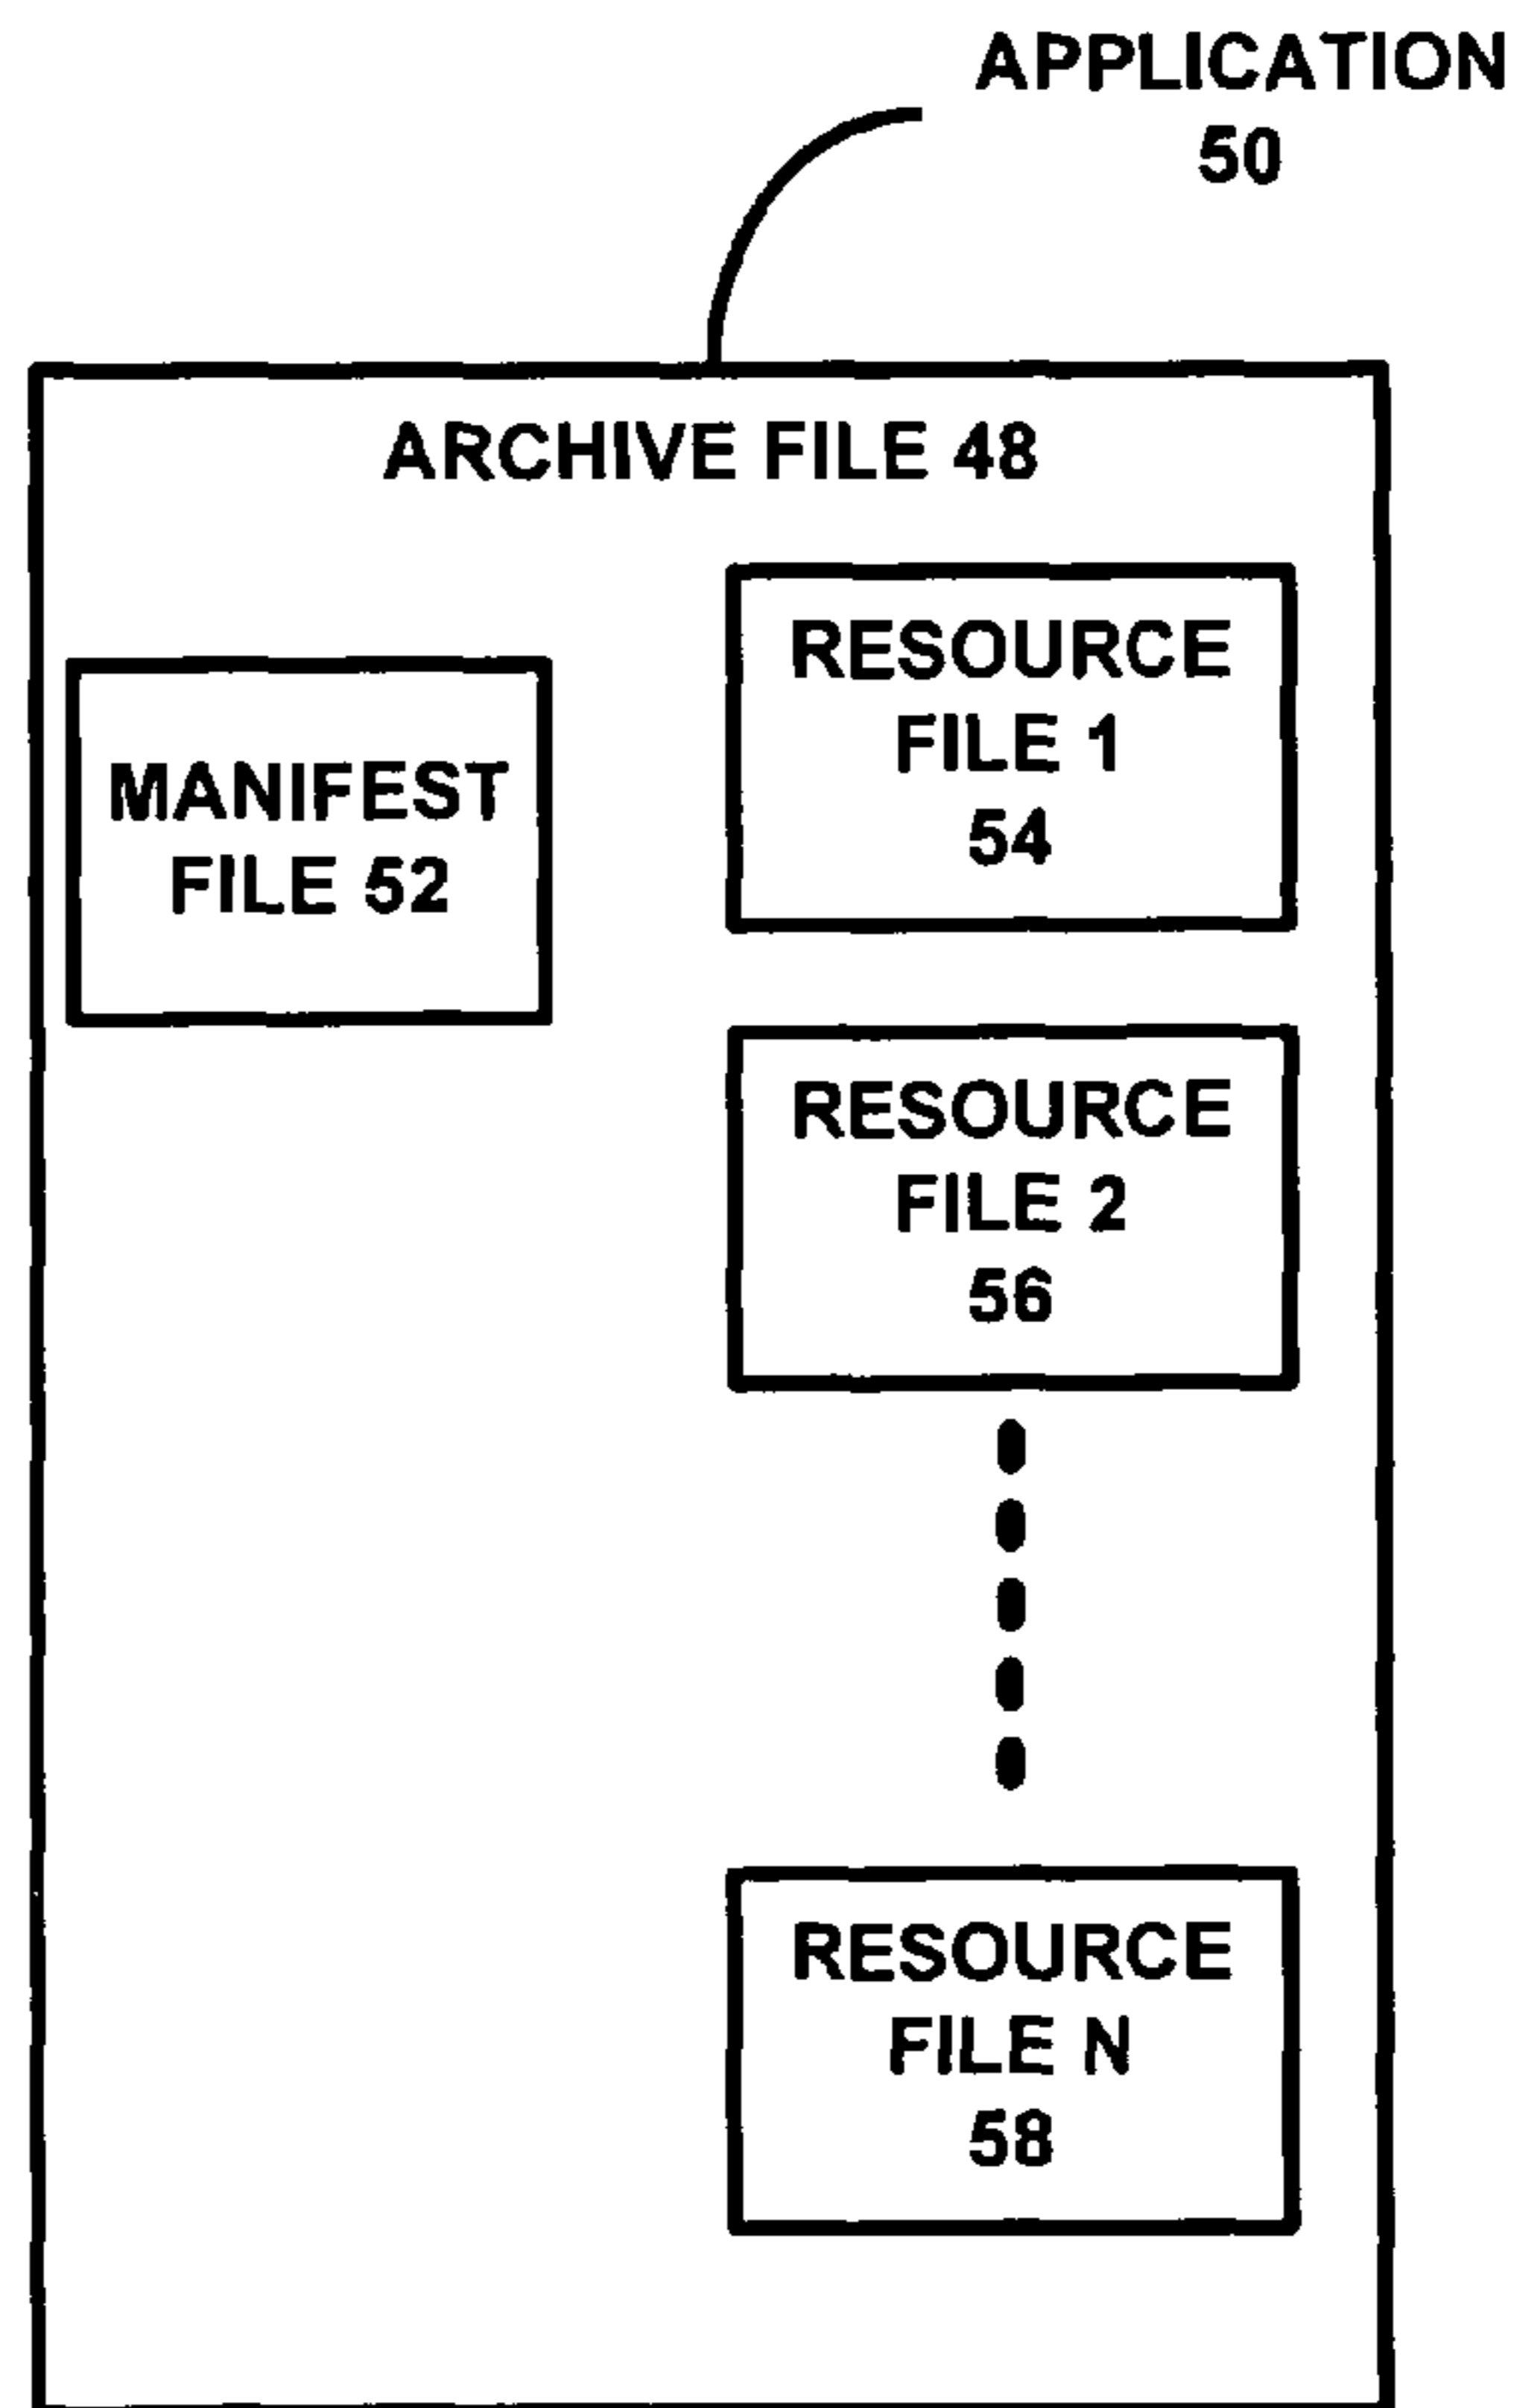 APPLICATION
50
ARCHIVE FILE 48
MANIFEST
FILE 52
RESOURCE
FILE 1
54
RESOURCE
FILE 2
56
RESOURCE
FILE N
58